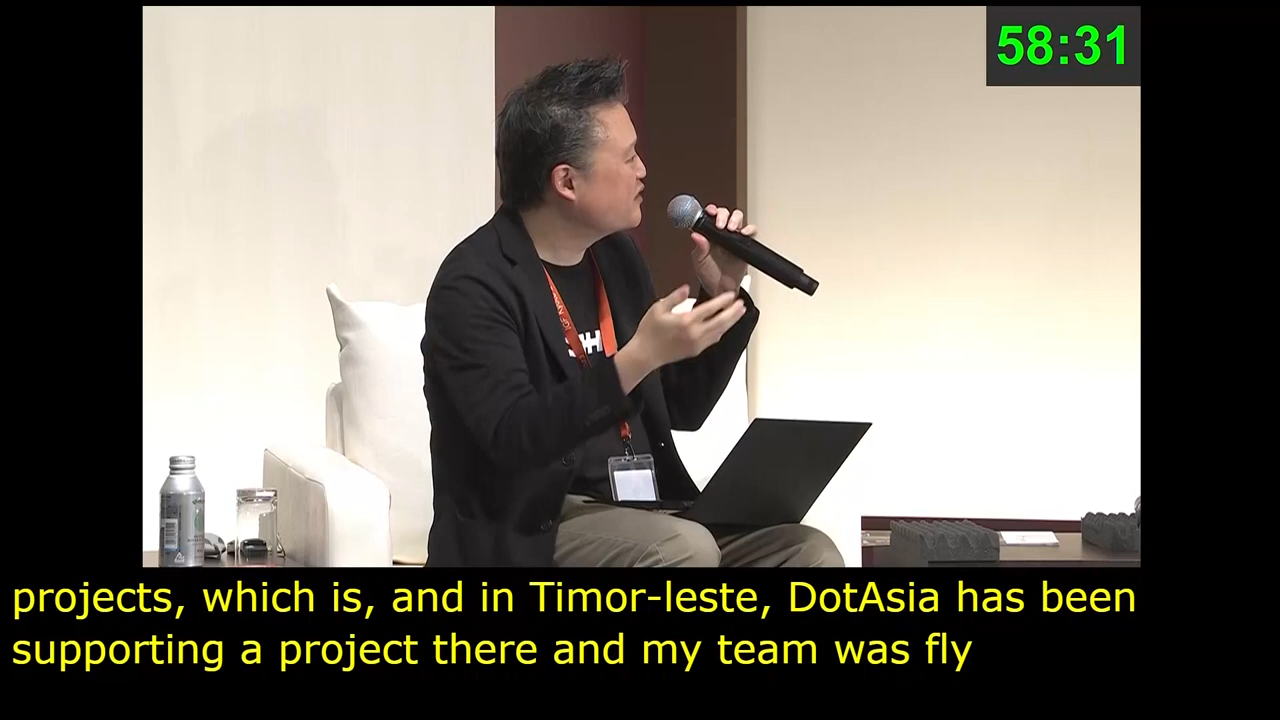 58:31
projects, which is, and in Timor-leste, DotAsia has been
supporting a project there and my team was fly